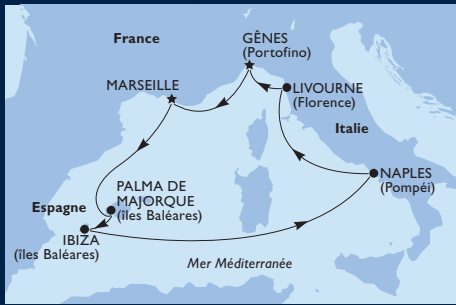 France
GÊNES
(Portofino)
MARSEILLE
LIVOURNE
(Florence)
Italie
NAPLES
(Pompéi)
PALMA DE
MAJORQUE
(îles Baléares)
Espagne
IBIZA
(îles Baléares)
Mer Méditerranée